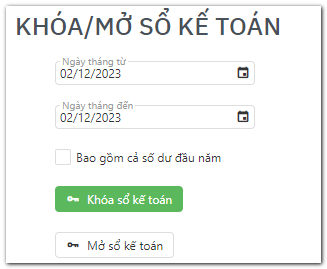 KHÓA/MỞ SỔ KẾ TOÁN
Ngày tháng từ
02/12/2023
Ngày tháng đến
02/12/2023
Bao gồm cả số dư đầu năm
Khóa sổ kế toán
Mở sổ kế toán